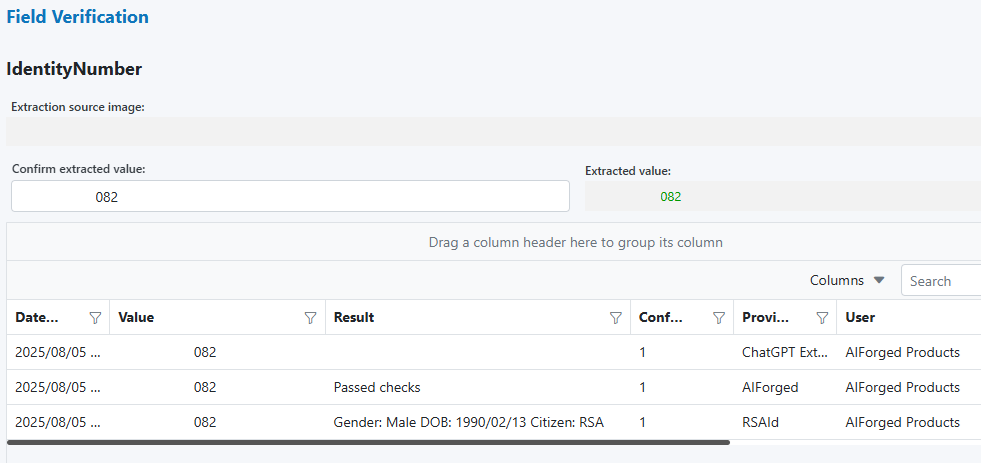 Field Verification
IdentityNumber
Extraction source image:
Confirm extracted value: Extracted value:
082 082
Drag a column header here to group its column
Columns Search
Date... Value Result Conf... Provi... User
2025/08/05 ... 082 1 ChatGPT Ext... AIForged Products
2025/08/05 ... 082 Passed checks 1 AIForged AIForged Products
2025/08/05 ... 082 Gender: Male DOB: 1990/02/13 Citizen: RSA 1 RSAId AIForged Products